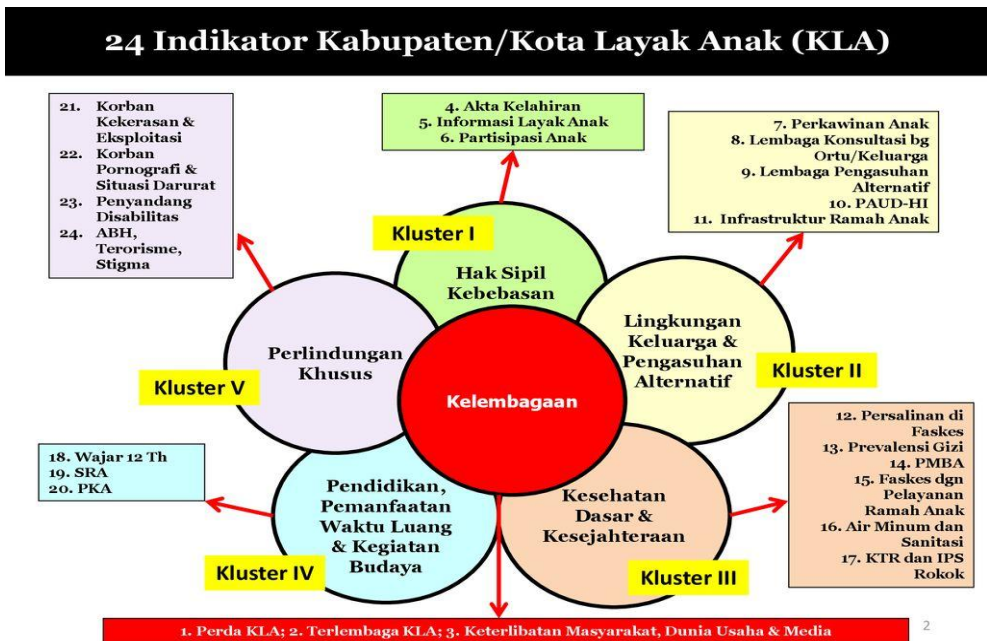 24 Indikator Kabupaten/Kota Layak Anak (KLA)
21. Korban
Kekerasan &
Eksploitasi
22. Korban
Pornografi &
Situasi Darurat
23. Penyandang
Disabilitas
24. ABH,
Terorisme,
Stigma
4. Akta Kelahiran
5. Informasi Layak Anak
6. Partisipasi Anak
7. Perkawinan Anak
8. Lembaga Konsultasi bg
Ortu/Keluarga
9. Lembaga Pengasuhan
Alternatif
10. PAUD-HI
11. Infrastruktur Ramah Anak
Kluster I
Hak Sipil
Kebebasan
Lingkungan
Keluarga &
Pengasuhan
Alternatif
Kluster II
Perlindungan
Khusus
Kluster V
Kelembagaan
12. Persalinan di
Faskes
13. Prevalensi Gizi
14. PMBA
15. Faskes dgn
Pelayanan
Ramah Anak
16. Air Minum dan
Sanitasi
17. KTR dan IPS
Rokok
18. Wajar 12 Th
19. SRA
20. PKA
Pendidikan,
Pemanfaatan
Waktu Luang
& Kegiatan
Budaya
Kluster IV
Kesehatan
Dasar &
Kesejahteraan
Kluster III
1. Perda KLA; 2. Terlembaga KLA; 3. Keterlibatan Masyarakat, Dunia Usaha & Media
2